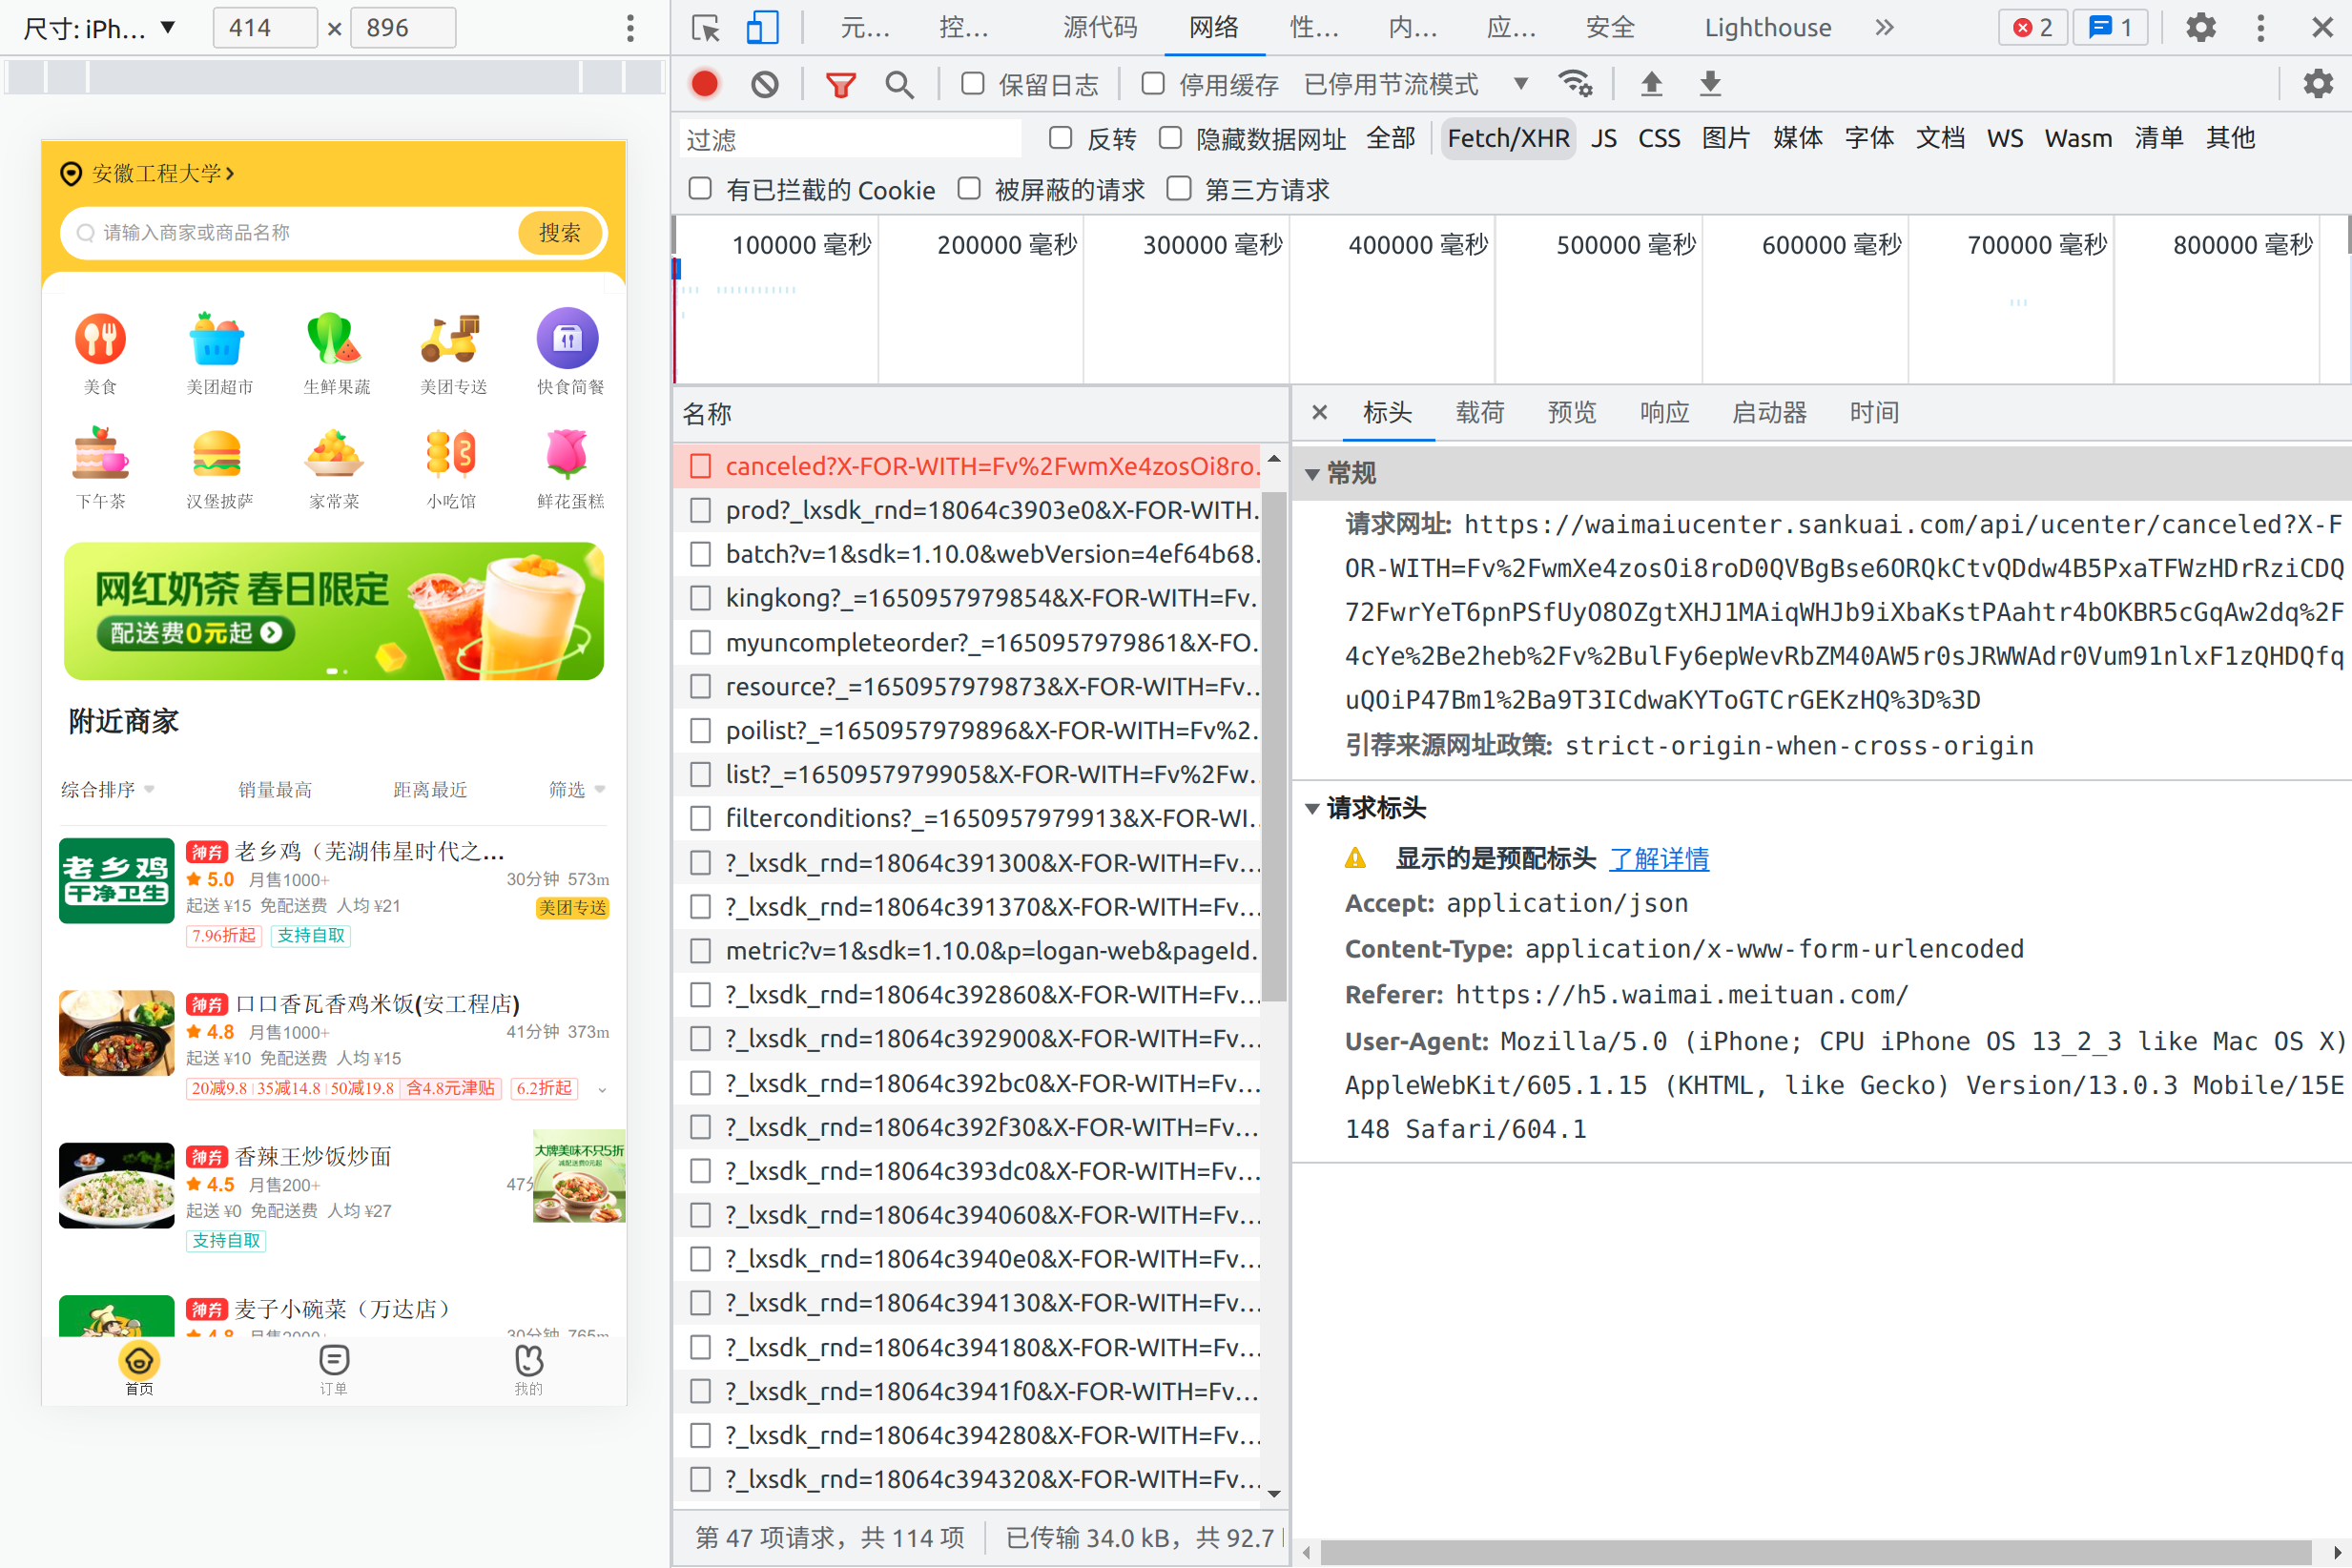 尺寸: iPh... ▼ 414 × 896
元... 控... 源代码 网络 性... 内... 应... 安全 Lighthouse » 2 1
保留日志 停用缓存 已停用节流模式 ▼
过滤 反转 隐藏数据网址 全部 Fetch/XHR JS CSS 图片 媒体 字体 文档 WS Wasm 清单 其他
有已拦截的 Cookie 被屏蔽的请求 第三方请求
100000 毫秒 200000 毫秒 300000 毫秒 400000 毫秒 500000 毫秒 600000 毫秒 700000 毫秒 800000 毫秒
安徽工程大学
请输入商家或商品名称 搜索
美食 美团超市 生鲜果蔬 美团专送 快食简餐
下午茶 汉堡披萨 家常菜 小吃馆 鲜花蛋糕
网红奶茶 春日限定
配送费0元起
附近商家
综合排序 销量最高 距离最近 筛选
老乡鸡
干净卫生
神券 老乡鸡（芜湖伟星时代之...
5.0 月售1000+ 30分钟 573m
起送 ¥15 免配送费 人均 ¥21 美团专送
7.96折起 支持自取
神券 口口香瓦香鸡米饭(安工程店)
4.8 月售1000+ 41分钟 373m
起送 ¥10 免配送费 人均 ¥15
20减9.8 35减14.8 50减19.8 含4.8元津贴 6.2折起
神券 香辣王炒饭炒面
4.5 月售200+ 47
起送 ¥0 免配送费 人均 ¥27
支持自取
大牌美味不只5折
减配送费0元起
神券 麦子小碗菜（万达店）
4.8 月售2000+ 30分钟 765m
首页 订单 我的
名称
canceled?X-FOR-WITH=Fv%2FwmXe4zosOi8ro.
prod?_lxsdk_rnd=18064c3903e0&X-FOR-WITH.
batch?v=1&sdk=1.10.0&webVersion=4ef64b68.
kingkong?_=1650957979854&X-FOR-WITH=Fv.
myuncompleteorder?_=1650957979861&X-FO.
resource?_=1650957979873&X-FOR-WITH=Fv..
poilist?_=1650957979896&X-FOR-WITH=Fv%2.
list?_=1650957979905&X-FOR-WITH=Fv%2Fw..
filterconditions?_=1650957979913&X-FOR-WI..
?_lxsdk_rnd=18064c391300&X-FOR-WITH=Fv...
?_lxsdk_rnd=18064c391370&X-FOR-WITH=Fv...
metric?v=1&sdk=1.10.0&p=logan-web&pageId.
?_lxsdk_rnd=18064c392860&X-FOR-WITH=Fv...
?_lxsdk_rnd=18064c392900&X-FOR-WITH=Fv...
?_lxsdk_rnd=18064c392bc0&X-FOR-WITH=Fv...
?_lxsdk_rnd=18064c392f30&X-FOR-WITH=Fv...
?_lxsdk_rnd=18064c393dc0&X-FOR-WITH=Fv...
?_lxsdk_rnd=18064c394060&X-FOR-WITH=Fv...
?_lxsdk_rnd=18064c3940e0&X-FOR-WITH=Fv...
?_lxsdk_rnd=18064c394130&X-FOR-WITH=Fv...
?_lxsdk_rnd=18064c394180&X-FOR-WITH=Fv...
?_lxsdk_rnd=18064c3941f0&X-FOR-WITH=Fv...
?_lxsdk_rnd=18064c394280&X-FOR-WITH=Fv...
?_lxsdk_rnd=18064c394320&X-FOR-WITH=Fv...
第 47 项请求，共 114 项 已传输 34.0 kB，共 92.7
× 标头 载荷 预览 响应 启动器 时间
▼常规
请求网址: https://waimaiucenter.sankuai.com/api/ucenter/canceled?X-F
OR-WITH=Fv%2FwmXe4zosOi8roD0QVBgBse6ORQkCtvQDdw4B5PxaTFWzHDrRziCDQ
72FwrYeT6pnPSfUyO8OZgtXHJ1MAiqWHJb9iXbaKstPAahtr4bOKBR5cGqAw2dq%2F
4cYe%2Be2heb%2Fv%2BulFy6epWevRbZM40AW5r0sJRWWAdr0Vum91nlxF1zQHDQfq
uQOiP47Bm1%2Ba9T3ICdwaKYToGTCrGEKzHQ%3D%3D
引荐来源网址政策: strict-origin-when-cross-origin
▼请求标头
显示的是预配标头 了解详情
Accept: application/json
Content-Type: application/x-www-form-urlencoded
Referer: https://h5.waimai.meituan.com/
User-Agent: Mozilla/5.0 (iPhone; CPU iPhone OS 13_2_3 like Mac OS X)
AppleWebKit/605.1.15 (KHTML, like Gecko) Version/13.0.3 Mobile/15E
148 Safari/604.1